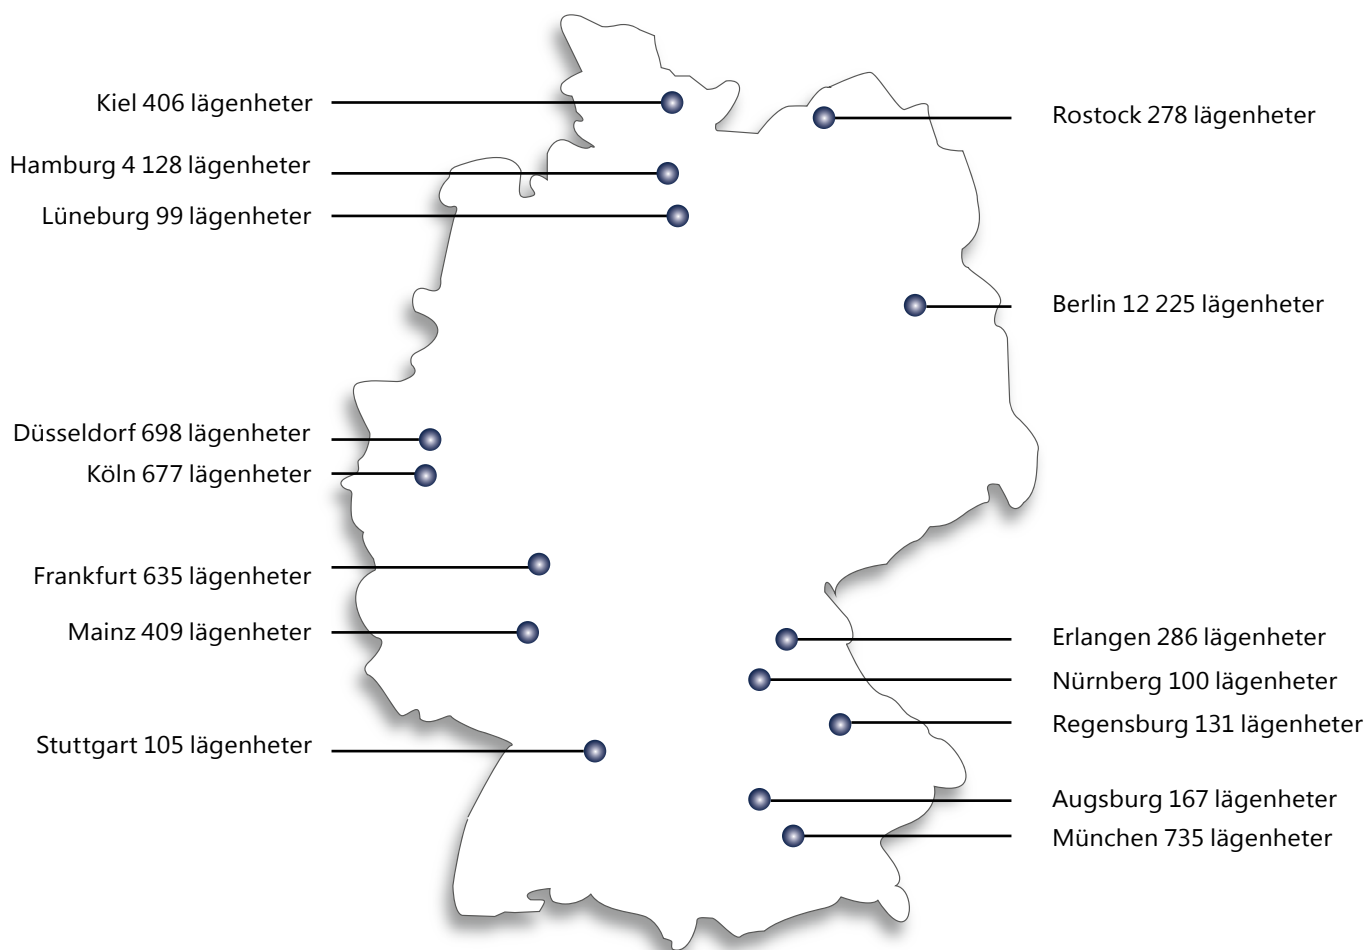 Kiel 406 lägenheter
Hamburg 4 128 lägenheter
Lüneburg 99 lägenheter
Düsseldorf 698 lägenheter
Köln 677 lägenheter
Frankfurt 635 lägenheter
Mainz 409 lägenheter
Stuttgart 105 lägenheter
Rostock 278 lägenheter
Berlin 12 225 lägenheter
Erlangen 286 lägenheter
Nürnberg 100 lägenheter
Regensburg 131 lägenheter
Augsburg 167 lägenheter
München 735 lägenheter